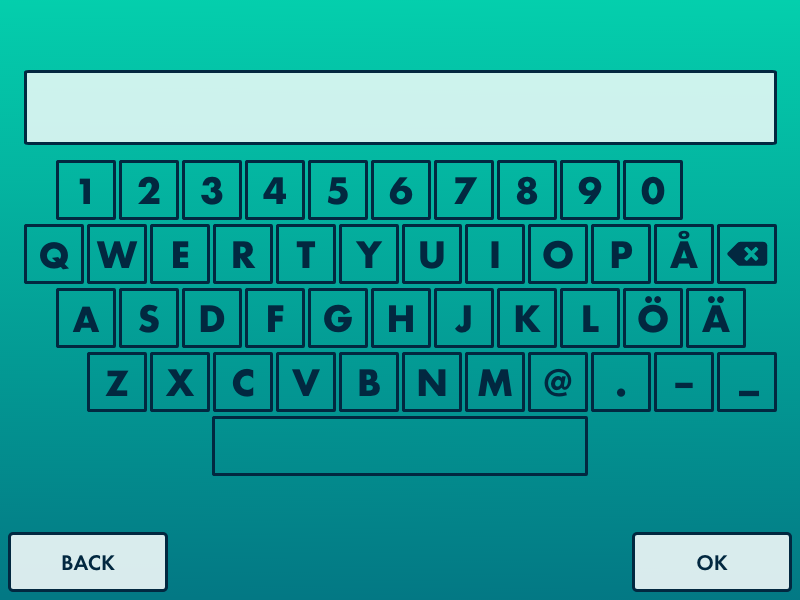 1 2 3 4 5 6 7 8 9 0
Q W E R T Y U I O P Å
A S D F G H J K L Ö Ä
Z X C V B N M @ . – _
BACK OK